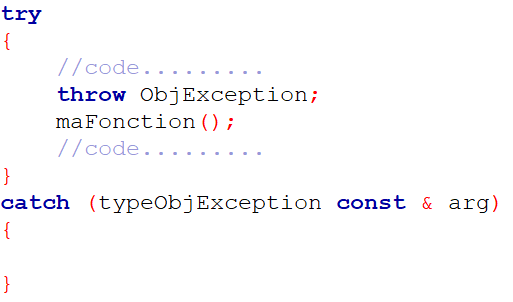 try
{
//code.........
throw ObjException;
maFonction();
//code.........
}
catch (typeObjException const & arg)
{
}